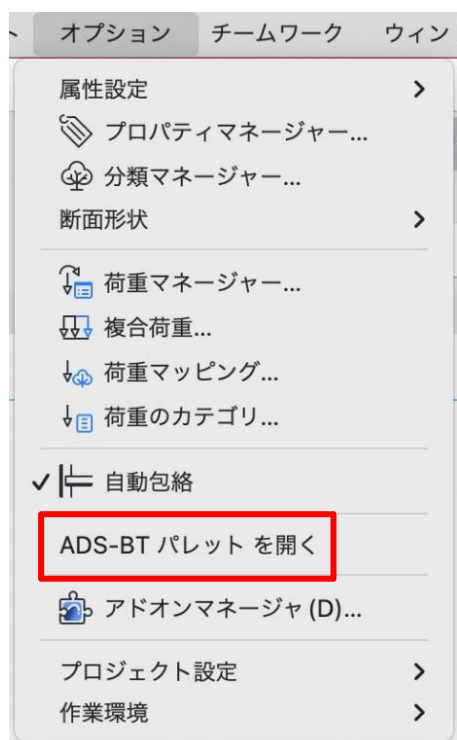 オプション チームワーク ウィン
属性設定
プロパティマネージャー...
分類マネージャー...
断面形状
荷重マネージャー...
複合荷重...
荷重マッピング...
荷重のカテゴリ...
自動包絡
ADS-BT パレット を開く
アドオンマネージャ (D)...
プロジェクト設定
作業環境